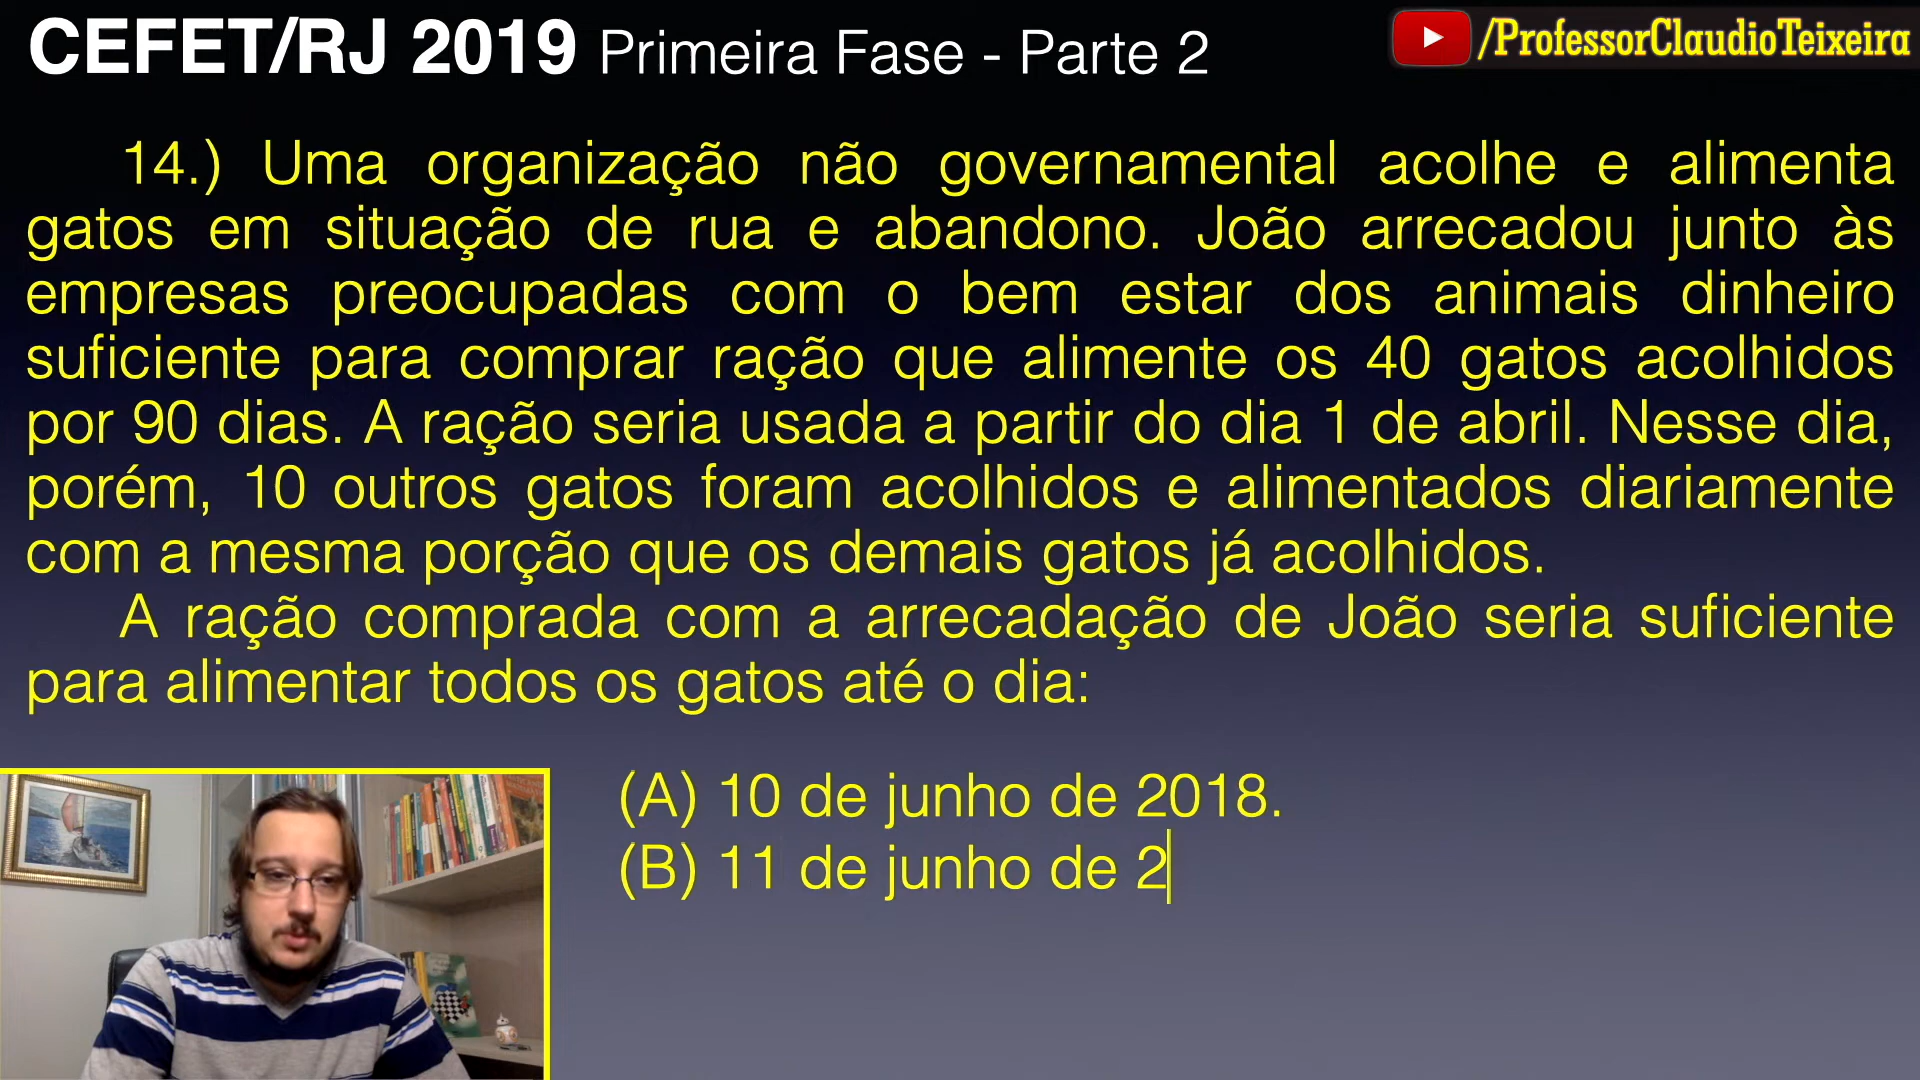 CEFET/RJ 2019 Primeira Fase - Parte 2
/ProfessorClaudioTeixeira
14.) Uma organização não governamental acolhe e alimenta
gatos em situação de rua e abandono. João arrecadou junto às
empresas preocupadas com o bem estar dos animais dinheiro
suficiente para comprar ração que alimente os 40 gatos acolhidos
por 90 dias. A ração seria usada a partir do dia 1 de abril. Nesse dia,
porém, 10 outros gatos foram acolhidos e alimentados diariamente
com a mesma porção que os demais gatos já acolhidos.
A ração comprada com a arrecadação de João seria suficiente
para alimentar todos os gatos até o dia:
(A) 10 de junho de 2018.
(B) 11 de junho de 2